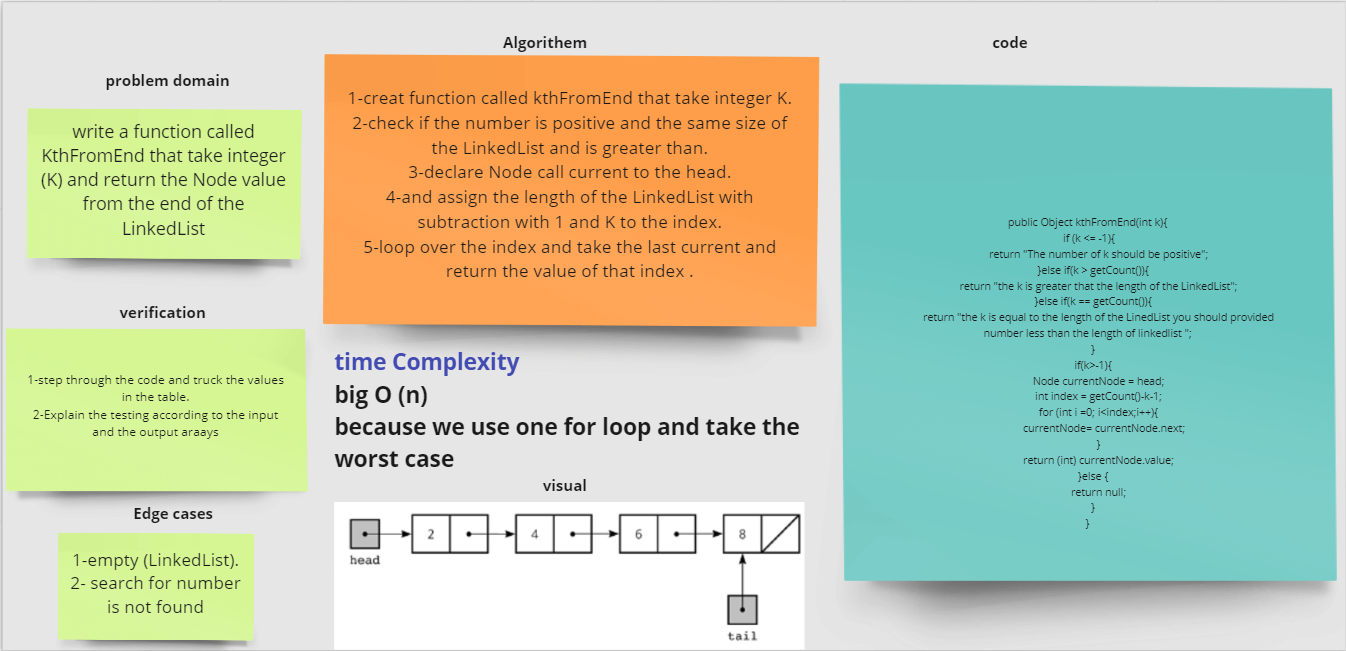 problem domain
write a function called
KthFromEnd that take integer
(K) and return the Node value
from the end of the
LinkedList
verification
1-step through the code and truck the values
in the table.
2-Explain the testing according to the input
and the output araays
Edge cases
1-empty (LinkedList).
2- search for number
is not found
Algorithem
1-creat function called kthFromEnd that take integer K.
2-check if the number is positive and the same size of
the LinkedList and is greater than.
3-declare Node call current to the head.
4-and assign the length of the LinkedList with
subtraction with 1 and K to the index.
5-loop over the index and take the last current and
return the value of that index .
time Complexity
big O (n)
because we use one for loop and take the
worst case
visual
2
4
6
8
head
tail
code
public Object kthFromEnd(int k){
if (k <= -1){
return "The number of k should be positive";
}else if(k > getCount()){
return "the k is greater that the length of the LinkedList";
}else if(k == getCount()){
return "the k is equal to the length of the LinedList you should provided
number less than the length of linkedlist ";
}
if(k>-1){
Node currentNode = head;
int index = getCount()-k-1;
for (int i =0; i<index;i++){
currentNode= currentNode.next;
}
return (int) currentNode.value;
}else {
return null;
}
}